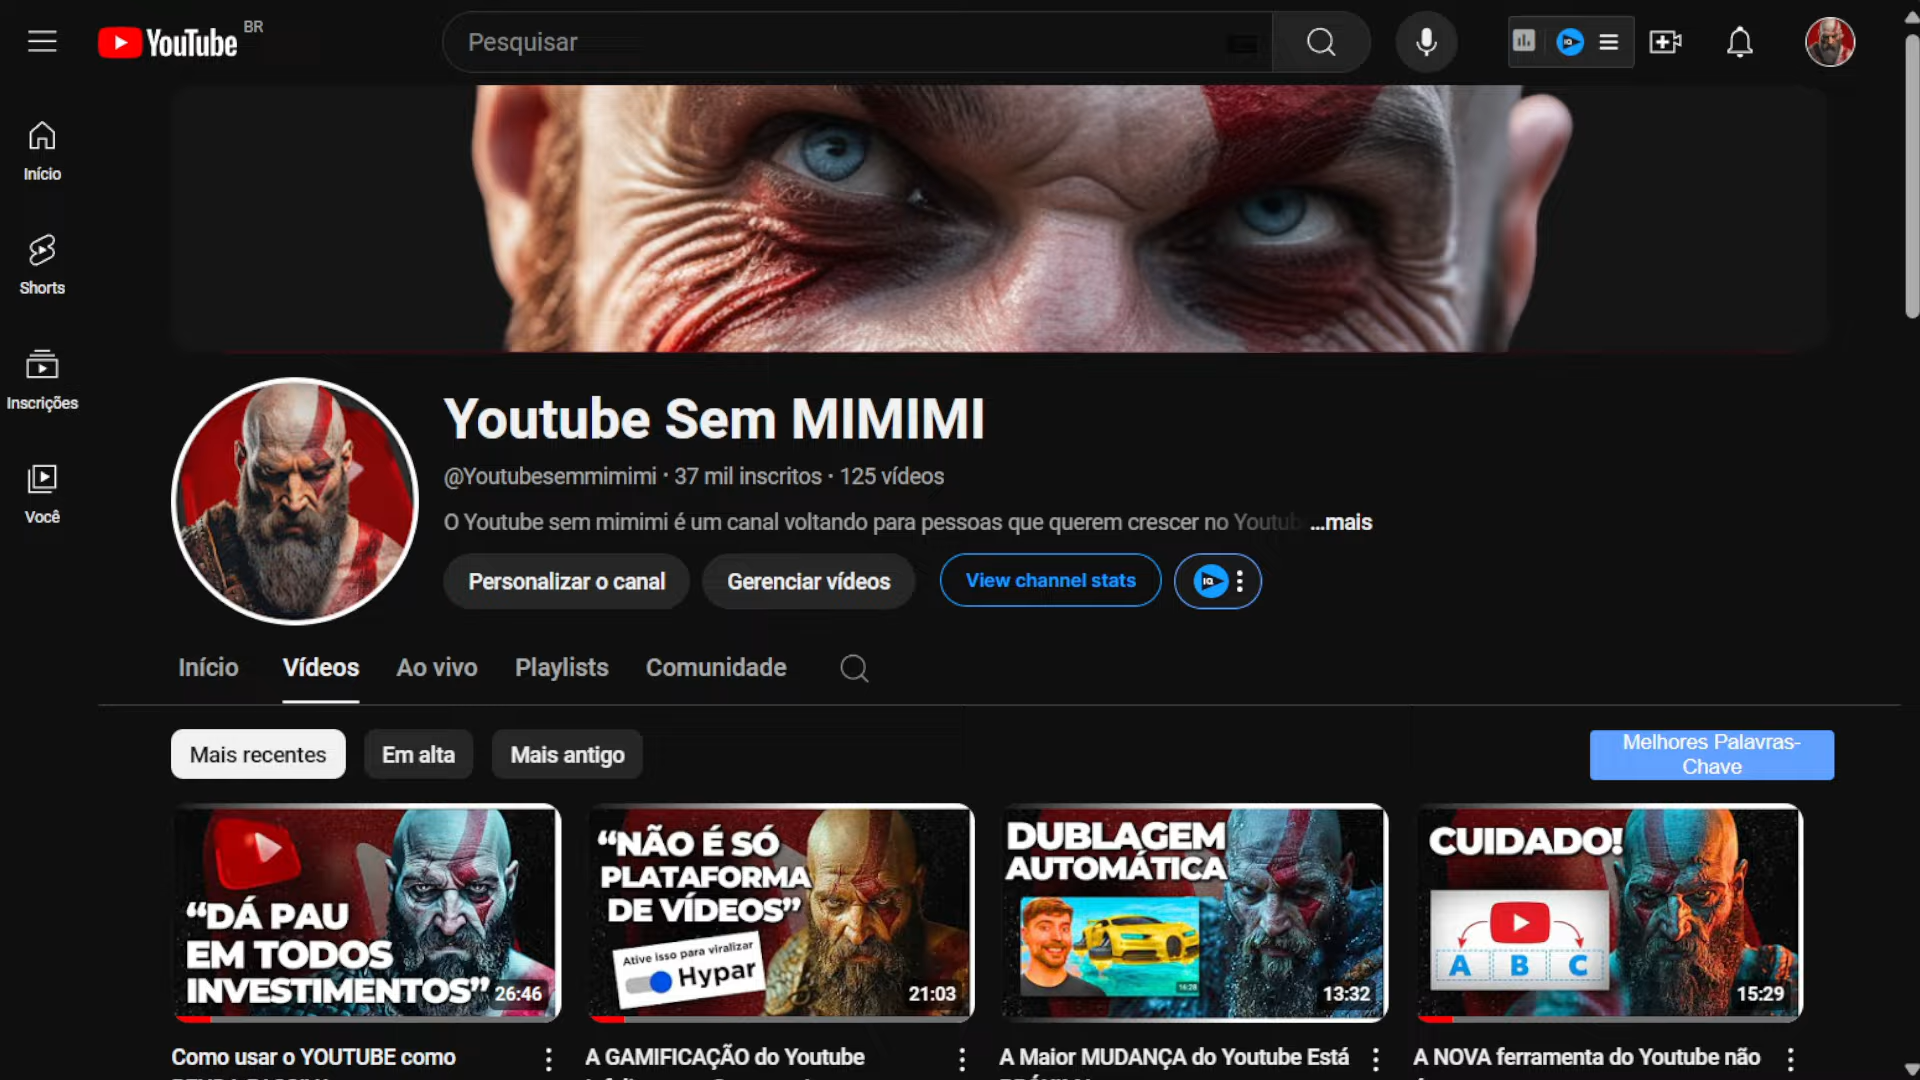 YouTube BR
Pesquisar
Início
Shorts
Inscrições
Você
Youtube Sem MIMIMI
@Youtubesemmimimi · 37 mil inscritos · 125 vídeos
O Youtube sem mimimi é um canal voltando para pessoas que querem crescer no Youtub ...mais
Personalizar o canal
Gerenciar vídeos
View channel stats
IQ
Início
Vídeos
Ao vivo
Playlists
Comunidade
Mais recentes
Em alta
Mais antigo
Melhores Palavras-
Chave
“DÁ PAU
EM TODOS
INVESTIMENTOS”
26:46
“NÃO É SÓ
PLATAFORMA
DE VÍDEOS”
Ative isso para viralizar
Hypar
21:03
DUBLAGEM
AUTOMÁTICA
16:28
13:32
CUIDADO!
A B C
15:29
Como usar o YOUTUBE como
A GAMIFICAÇÃO do Youtube
A Maior MUDANÇA do Youtube Está
A NOVA ferramenta do Youtube não